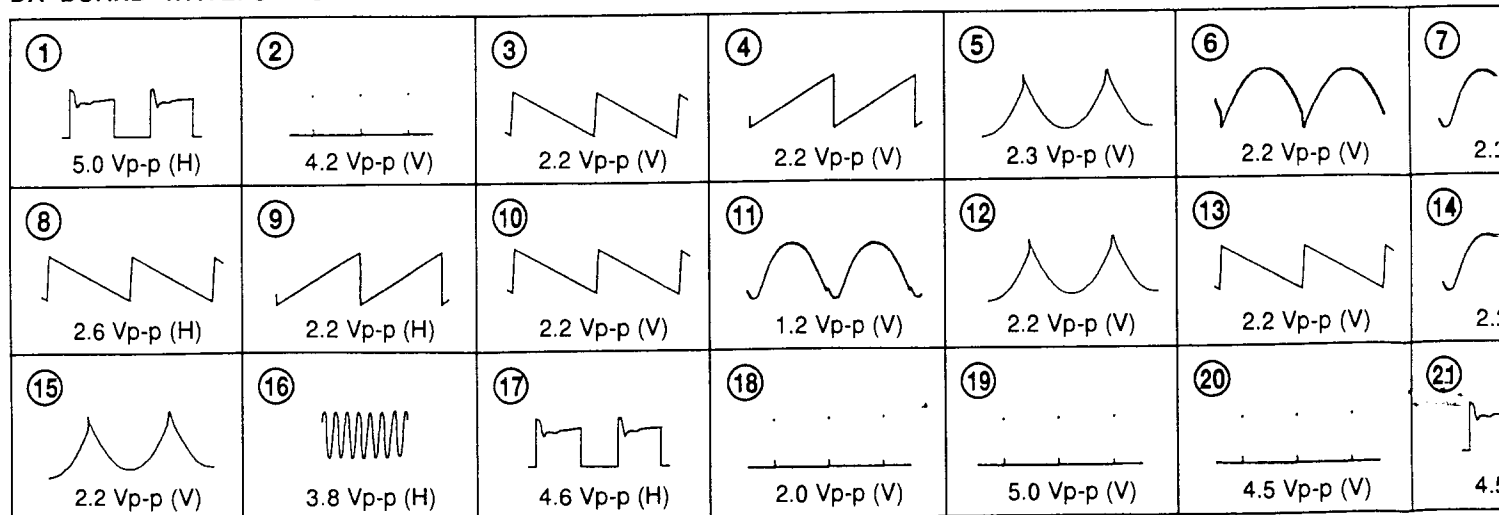 ① ② ③ ④ ⑤ ⑥ ⑦
5.0 Vp-p (H) 4.2 Vp-p (V) 2.2 Vp-p (V) 2.2 Vp-p (V) 2.3 Vp-p (V) 2.2 Vp-p (V)
⑧ ⑨ ⑩ ⑪ ⑫ ⑬ ⑭
2.6 Vp-p (H) 2.2 Vp-p (H) 2.2 Vp-p (V) 1.2 Vp-p (V) 2.2 Vp-p (V) 2.2 Vp-p (V)
⑮ ⑯ ⑰ ⑱ ⑲ ⑳ ㉑
2.2 Vp-p (V) 3.8 Vp-p (H) 4.6 Vp-p (H) 2.0 Vp-p (V) 5.0 Vp-p (V) 4.5 Vp-p (V)